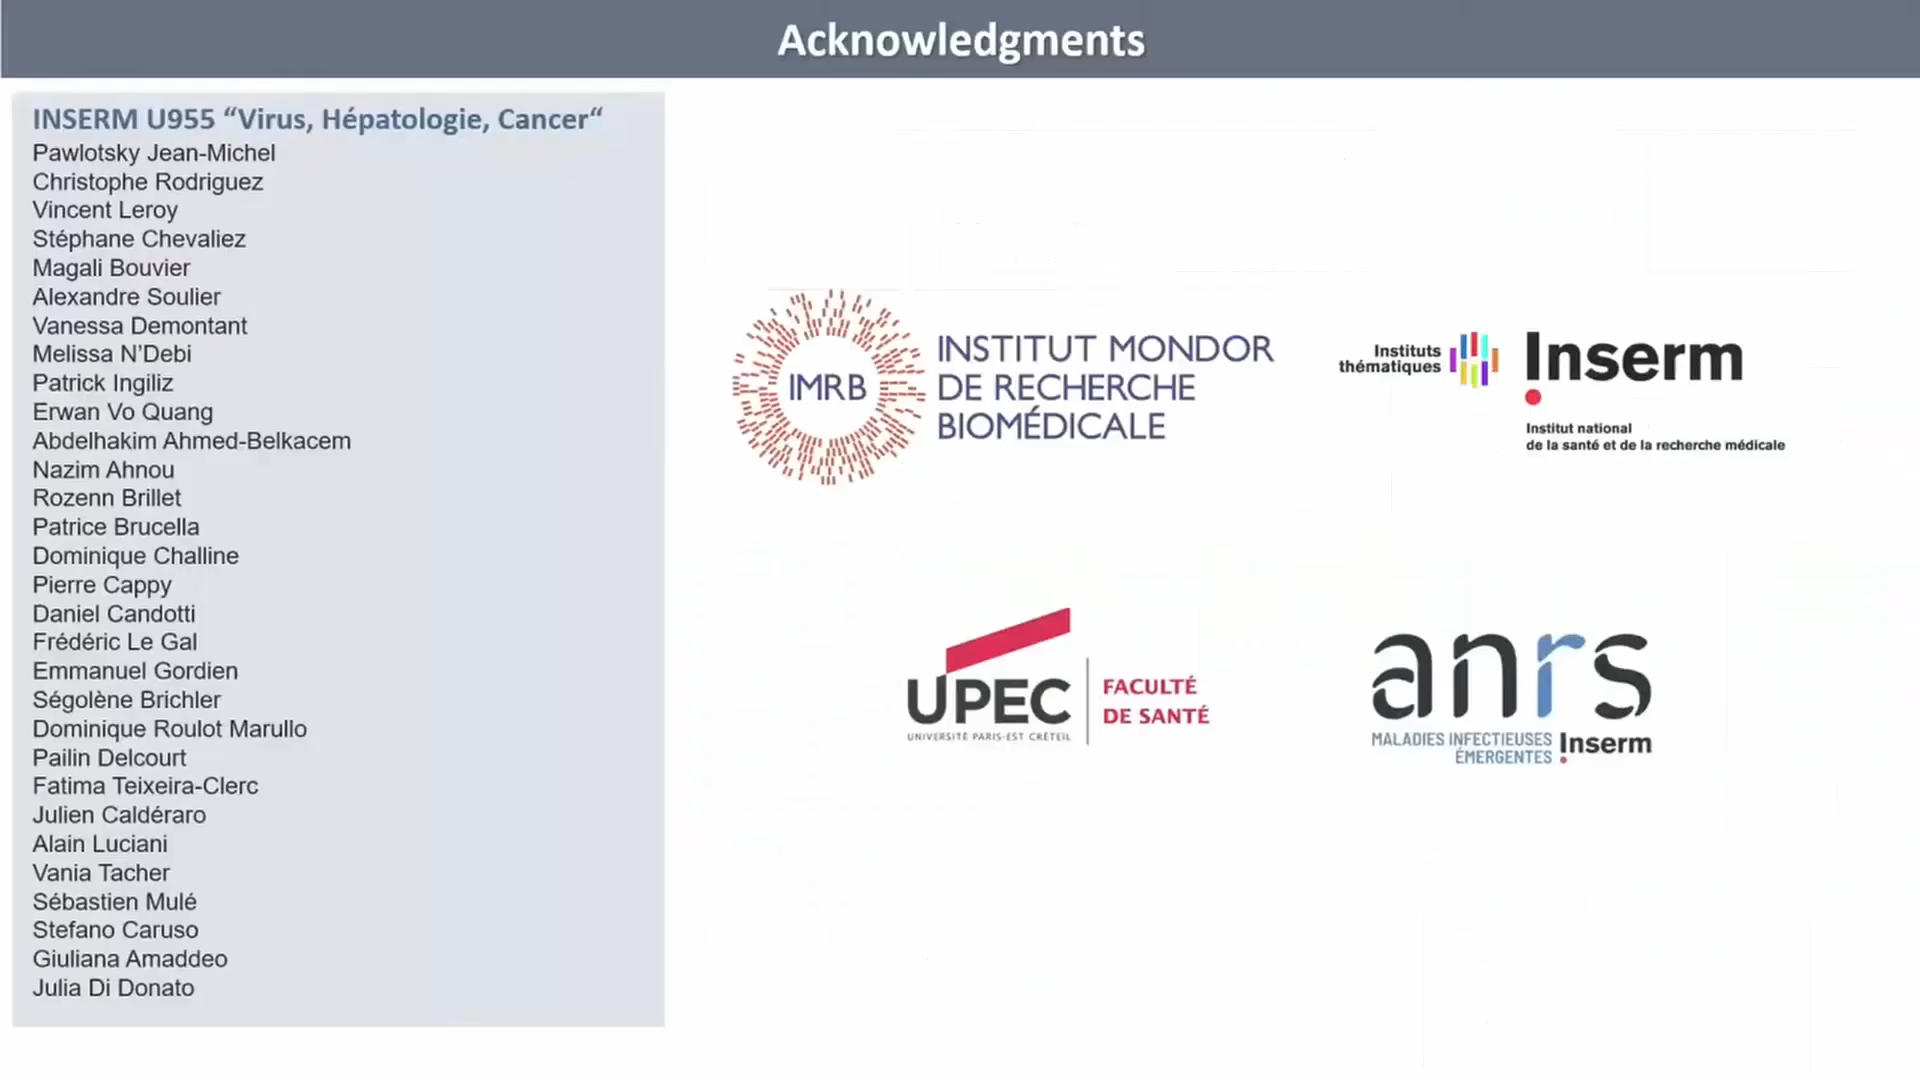 Acknowledgments
INSERM U955 “Virus, Hépatologie, Cancer“
Pawlotsky Jean-Michel
Christophe Rodriguez
Vincent Leroy
Stéphane Chevaliez
Magali Bouvier
Alexandre Soulier
Vanessa Demontant
Melissa N’Debi
Patrick Ingiliz
Erwan Vo Quang
Abdelhakim Ahmed-Belkacem
Nazim Ahnou
Rozenn Brillet
Patrice Brucella
Dominique Challine
Pierre Cappy
Daniel Candotti
Frédéric Le Gal
Emmanuel Gordien
Ségolène Brichler
Dominique Roulot Marullo
Pailin Delcourt
Fatima Teixeira-Clerc
Julien Caldéraro
Alain Luciani
Vania Tacher
Sébastien Mulé
Stefano Caruso
Giuliana Amaddeo
Julia Di Donato
IMRB
INSTITUT MONDOR
DE RECHERCHE
BIOMÉDICALE
Instituts
thématiques
Inserm
Institut national
de la santé et de la recherche médicale
UPEC
UNIVERSITÉ PARIS-EST CRÉTEIL
FACULTÉ
DE SANTÉ
anrs
MALADIES INFECTIEUSES
ÉMERGENTES
Inserm